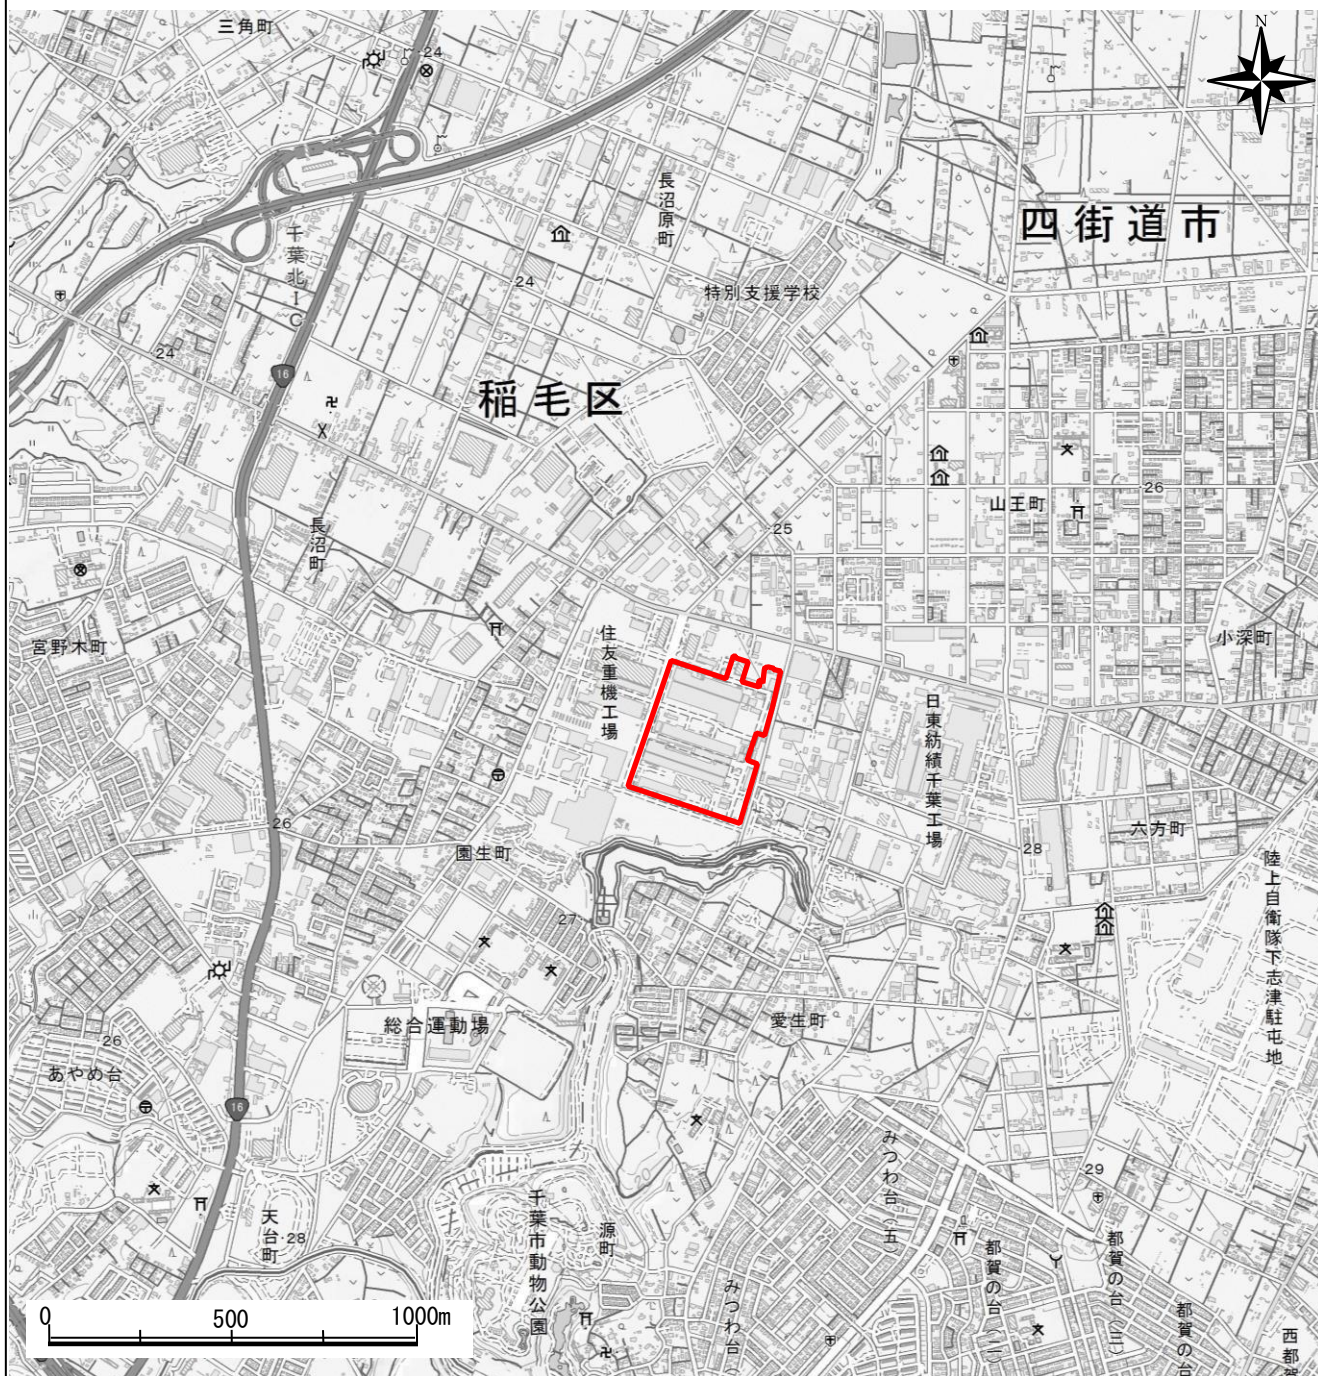 三角町
N
24
長沼原町
四街道市
千葉北IC
24
特別支援学校
24
16
稲毛区
山王町
26
25
長沼町
宮野木町
住友重機工場
小深町
日東紡績千葉工場
26
園生町
28
六方町
陸上自衛隊下志津駐屯地
27
総合運動場
愛生町
26
あやめ台
16
みつわ台(五)
29
天台町
28
千葉市動物公園
源町
都賀の台(二)
都賀の台(三)
みつわ台(
都賀の台
西都賀
0 500 1000m